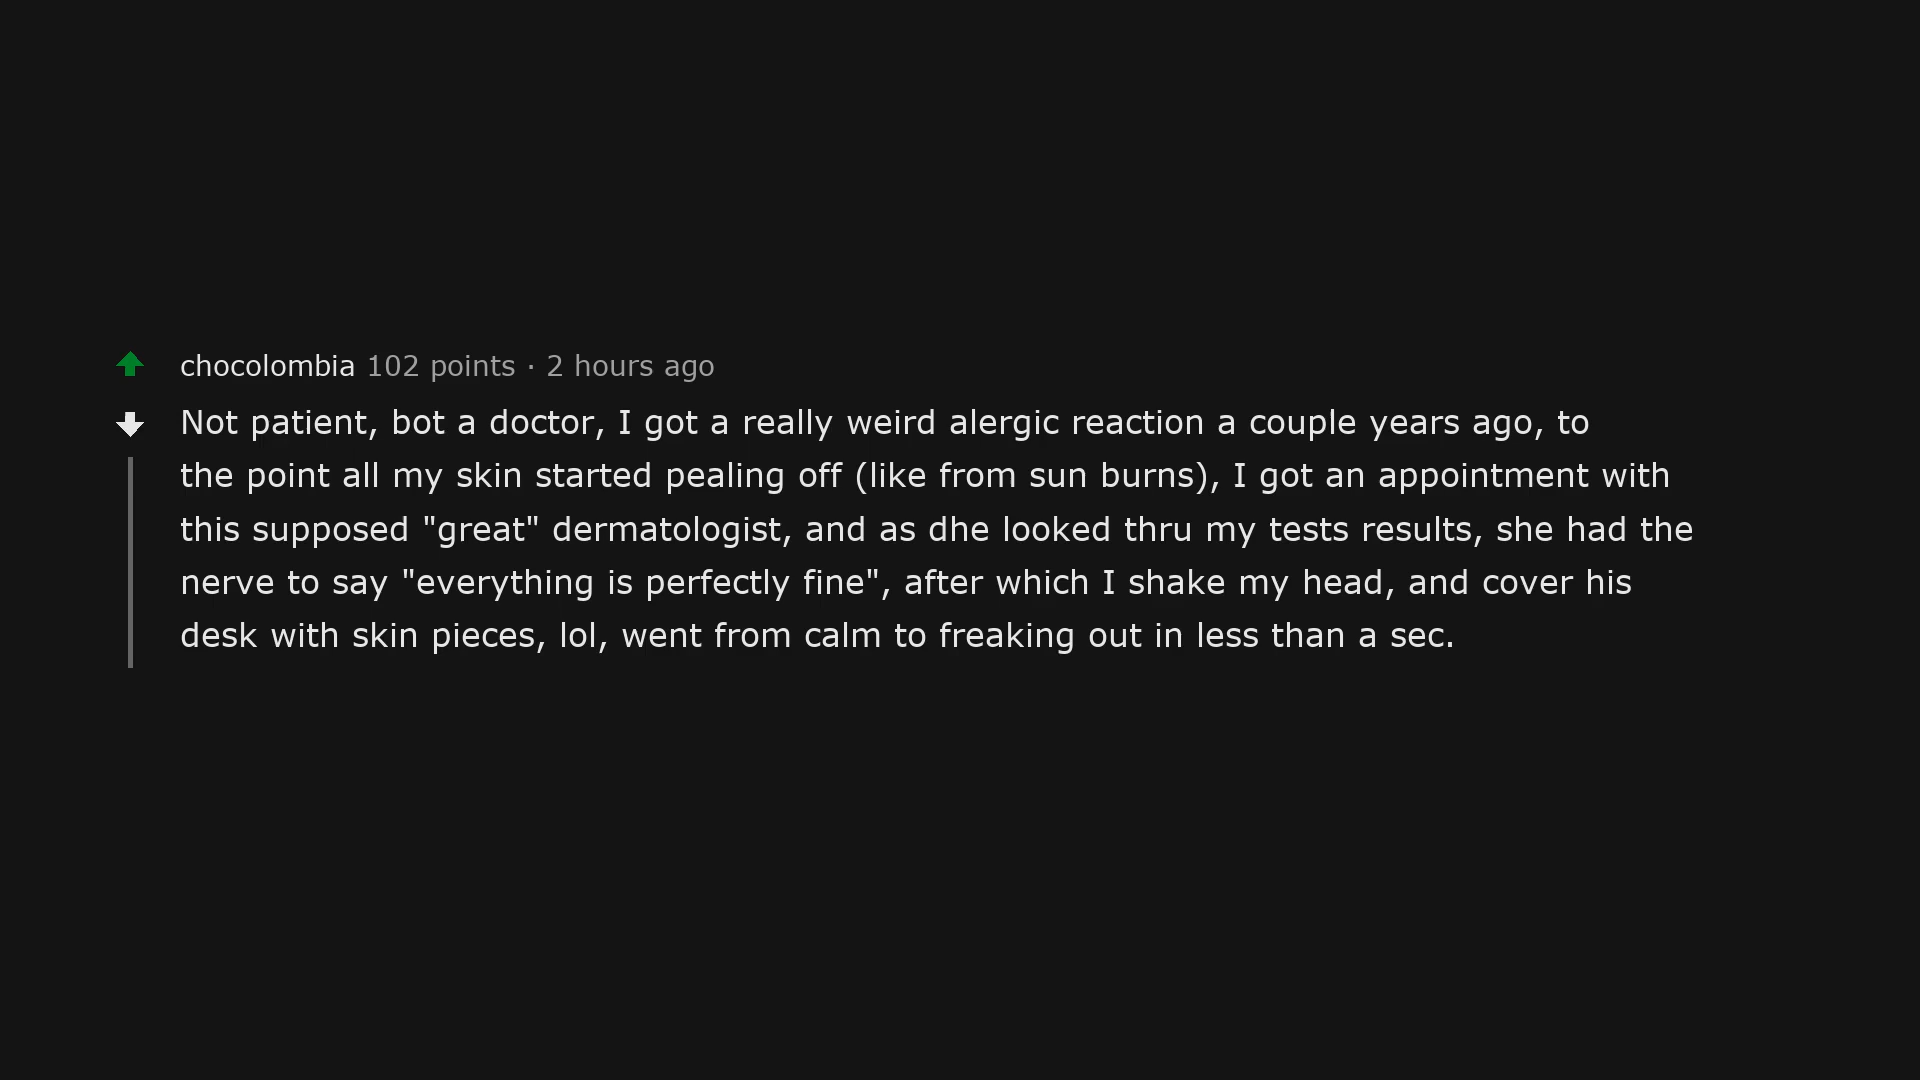 chocolombia 102 points · 2 hours ago
Not patient, bot a doctor, I got a really weird alergic reaction a couple years ago, to
the point all my skin started pealing off (like from sun burns), I got an appointment with
this supposed "great" dermatologist, and as dhe looked thru my tests results, she had the
nerve to say "everything is perfectly fine", after which I shake my head, and cover his
desk with skin pieces, lol, went from calm to freaking out in less than a sec.